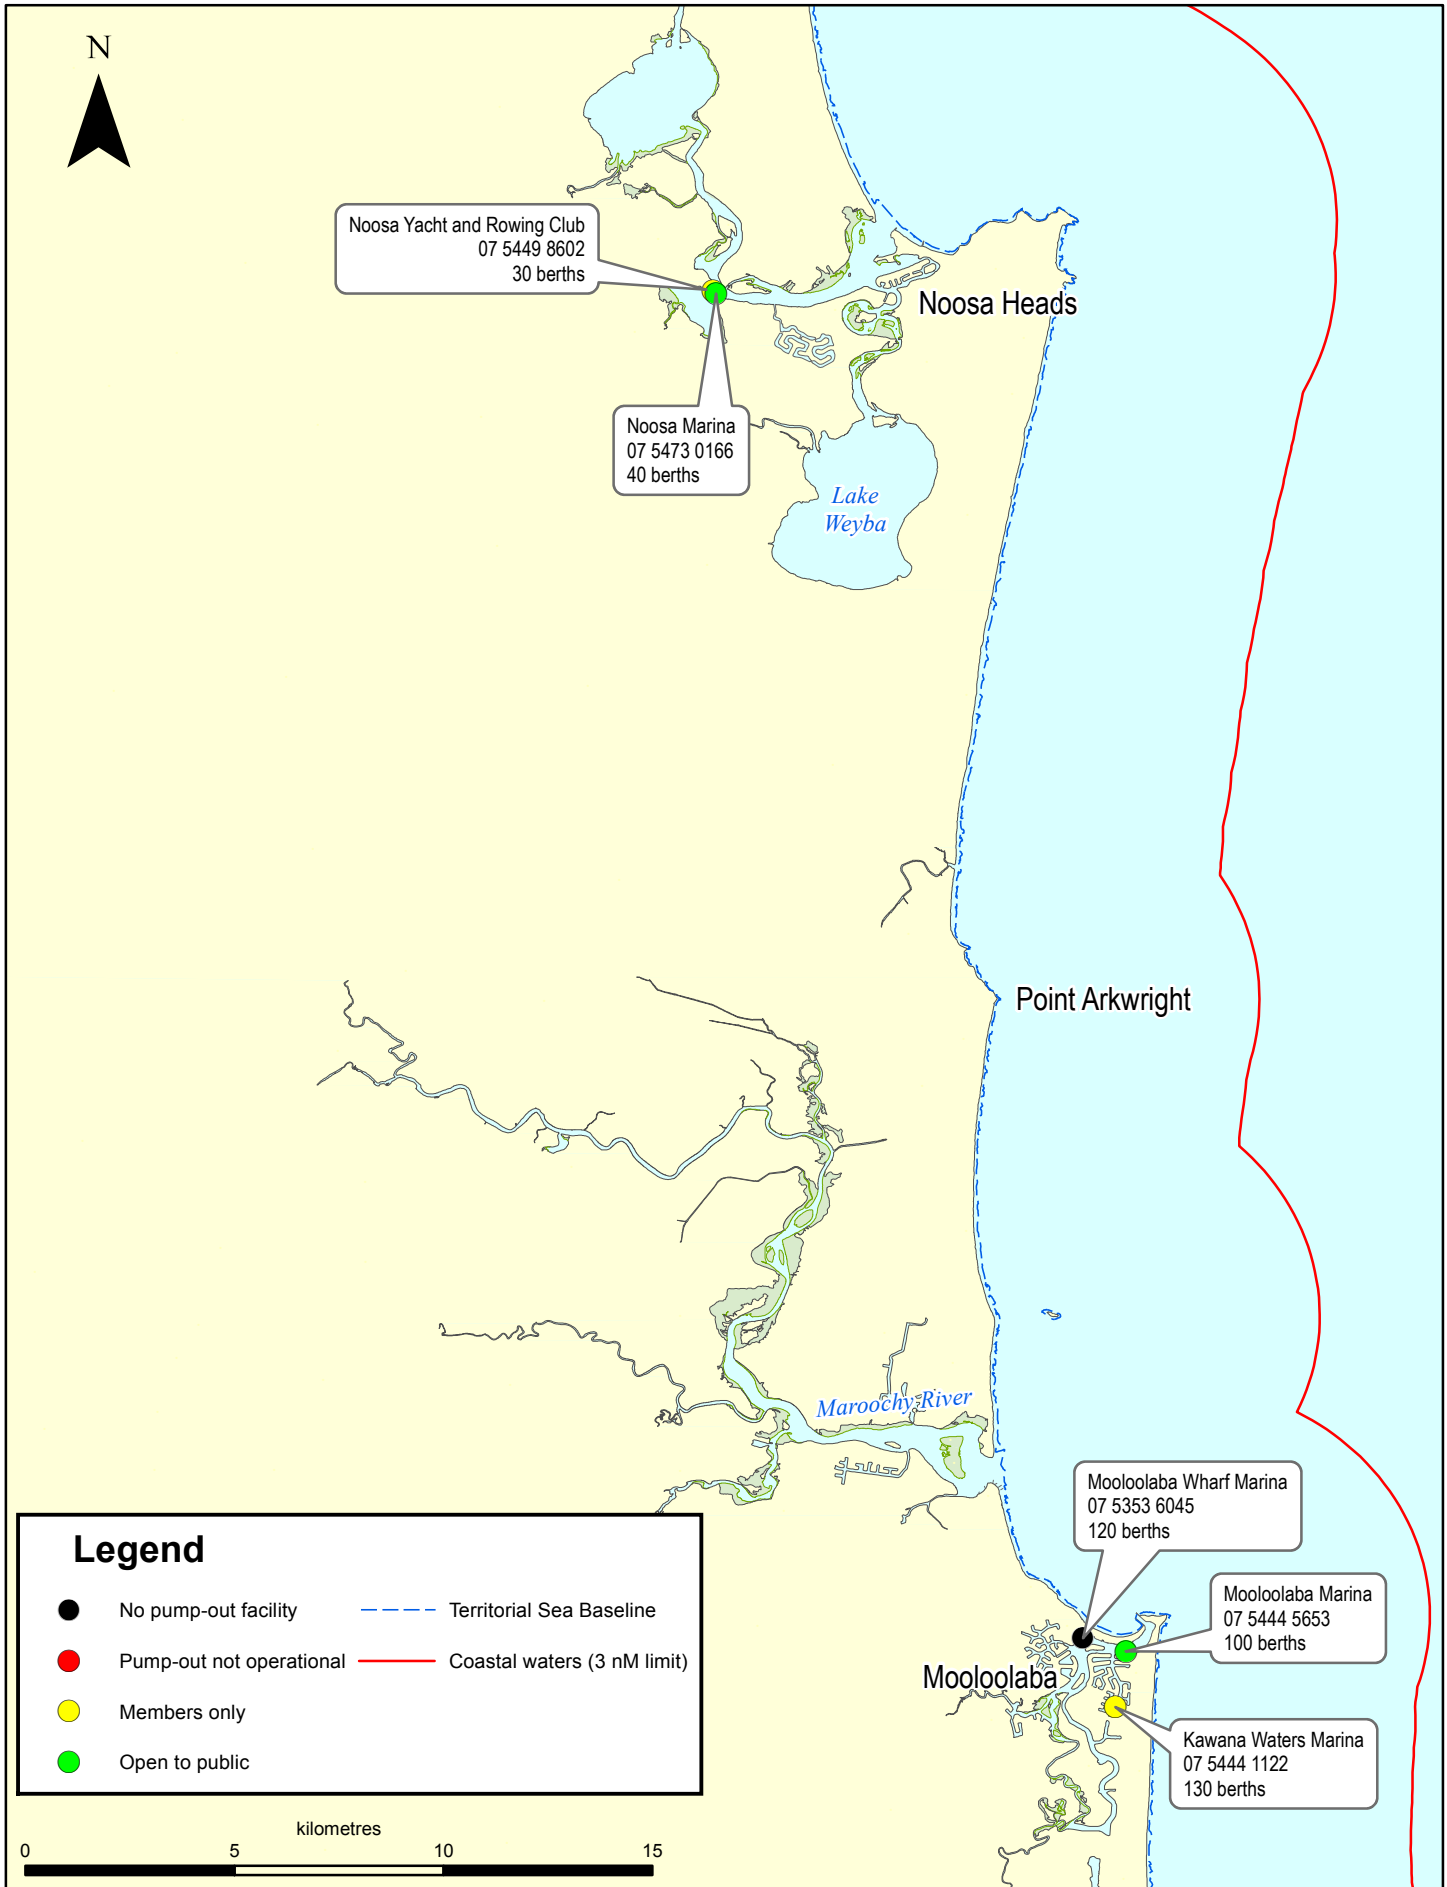 N
Noosa Yacht and Rowing Club
07 5449 8602
30 berths
Noosa Heads
Noosa Marina
07 5473 0166
40 berths
Lake
Weyba
Point Arkwright
Maroochy River
Mooloolaba Wharf Marina
07 5353 6045
120 berths
Mooloolaba Marina
07 5444 5653
100 berths
Mooloolaba
Kawana Waters Marina
07 5444 1122
130 berths
Legend
No pump-out facility
Territorial Sea Baseline
Pump-out not operational
Coastal waters (3 nM limit)
Members only
Open to public
kilometres
0 5 10 15